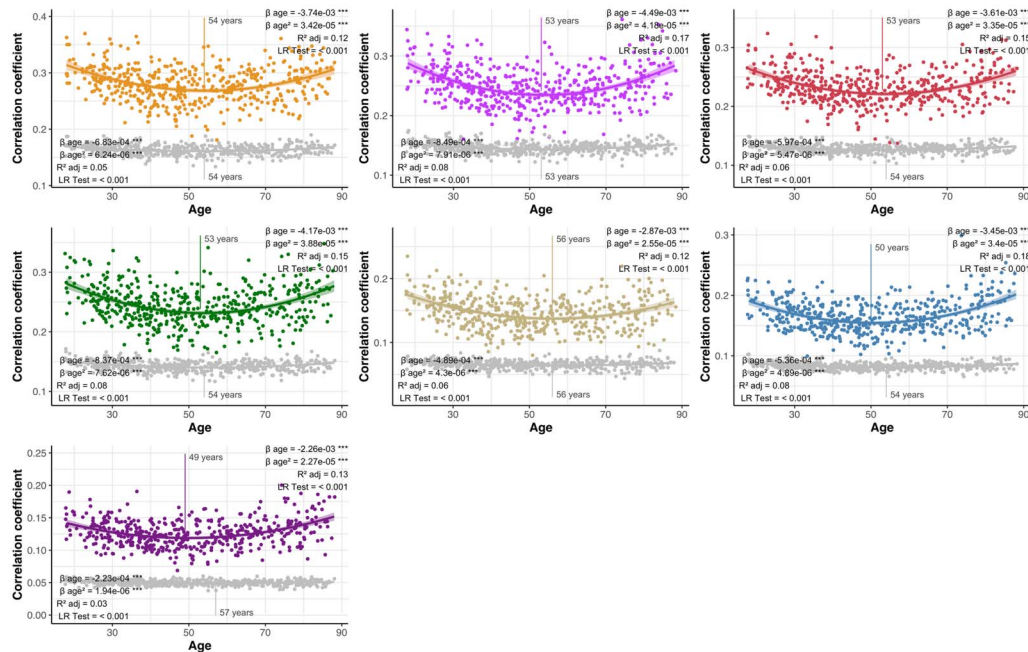 54 years
β age = -3.74e-03 ***
β age² = 3.42e-05 ***
R² adj = 0.12
LR Test = < 0.001
Correlation coefficient
0.4
0.3
0.2
0.1
β age = -6.83e-04 ***
β age² = 6.24e-06 ***
R² adj = 0.05
LR Test = < 0.001
54 years
30
50
70
90
Age
53 years
β age = -4.49e-03 ***
β age² = 4.18e-05 ***
R² adj = 0.17
LR Test = < 0.001
Correlation coefficient
0.3
0.2
0.1
β age = -8.49e-04 ***
β age² = 7.91e-06 ***
R² adj = 0.08
LR Test = < 0.001
53 years
30
50
70
90
Age
53 years
β age = -3.61e-03 ***
β age² = 3.35e-05 ***
R² adj = 0.15
LR Test = < 0.001
Correlation coefficient
0.3
0.2
0.1
β age = -5.97e-04 ***
β age² = 5.47e-06 ***
R² adj = 0.06
LR Test = < 0.001
54 years
30
50
70
90
Age
53 years
β age = -4.17e-03 ***
β age² = 3.88e-05 ***
R² adj = 0.15
LR Test = < 0.001
Correlation coefficient
0.3
0.2
0.1
β age = -8.37e-04 ***
β age² = 7.62e-06 ***
R² adj = 0.08
LR Test = < 0.001
54 years
30
50
70
90
Age
56 years
β age = -2.87e-03 ***
β age² = 2.55e-05 ***
R² adj = 0.12
LR Test = < 0.001
Correlation coefficient
0.2
0.1
β age = -4.89e-04 ***
β age² = 4.3e-06 ***
R² adj = 0.06
LR Test = < 0.001
56 years
30
50
70
90
Age
50 years
β age = -3.45e-03 ***
β age² = 3.4e-05 ***
R² adj = 0.18
LR Test = < 0.001
Correlation coefficient
0.3
0.2
0.1
β age = -5.36e-04 ***
β age² = 4.89e-06 ***
R² adj = 0.08
LR Test = < 0.001
54 years
30
50
70
90
Age
49 years
β age = -2.26e-03 ***
β age² = 2.27e-05 ***
R² adj = 0.13
LR Test = < 0.001
Correlation coefficient
0.25
0.20
0.15
0.10
0.05
0.00
β age = -2.23e-04 ***
β age² = 1.94e-06 ***
R² adj = 0.03
LR Test = < 0.001
57 years
30
50
70
90
Age